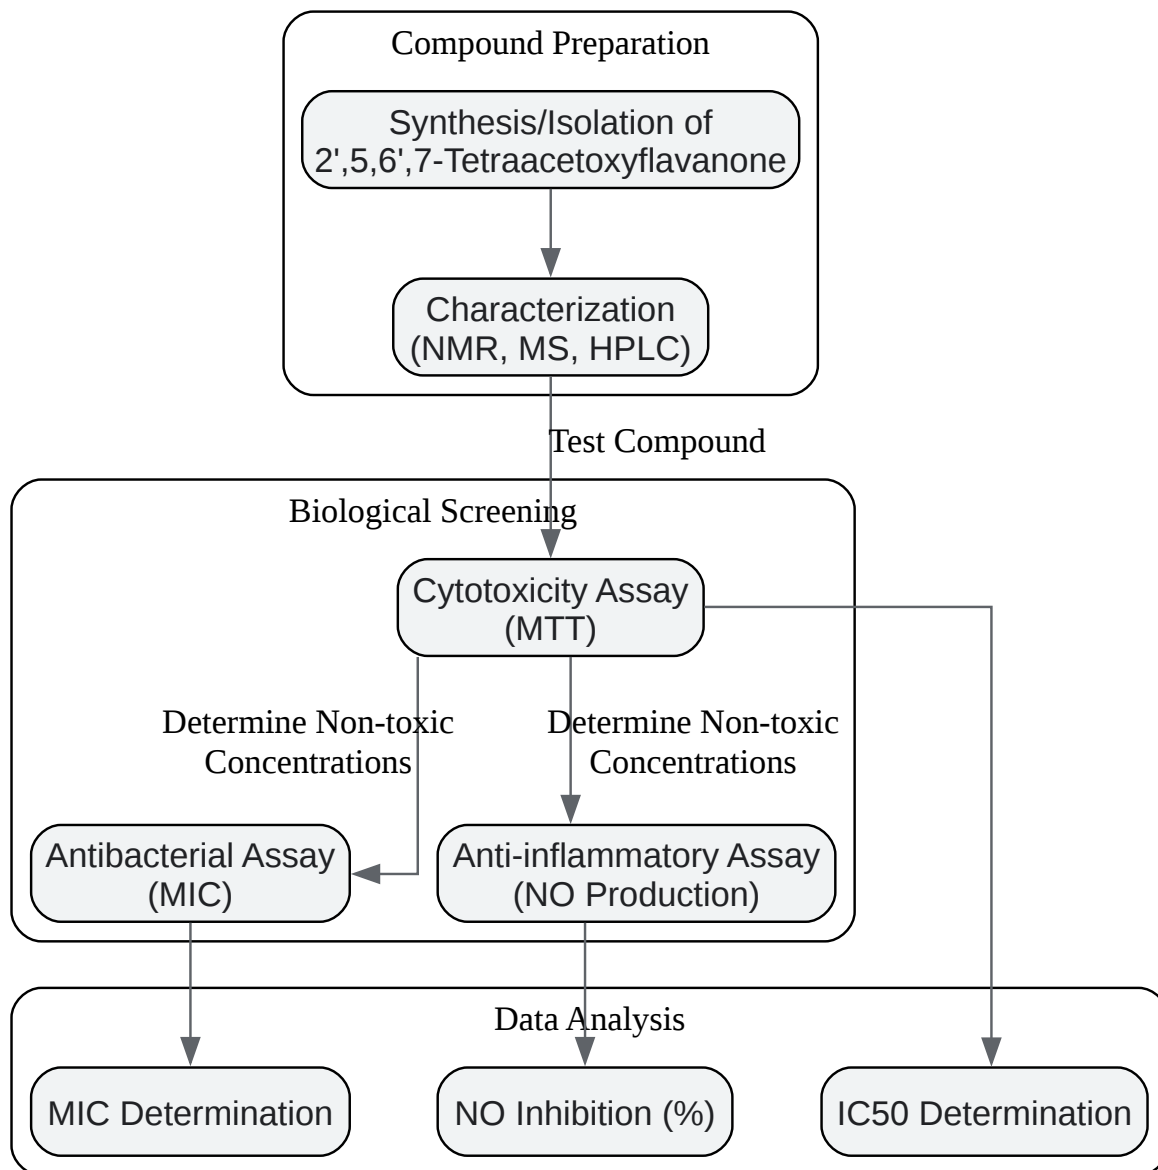 Compound Preparation
Synthesis/Isolation of
2',5,6',7-Tetraacetoxyflavanone
Characterization
(NMR, MS, HPLC)
Test Compound
Biological Screening
Cytotoxicity Assay
(MTT)
Determine Non-toxic
Concentrations
Determine Non-toxic
Concentrations
Antibacterial Assay
(MIC)
Anti-inflammatory Assay
(NO Production)
Data Analysis
MIC Determination
NO Inhibition (%)
IC50 Determination